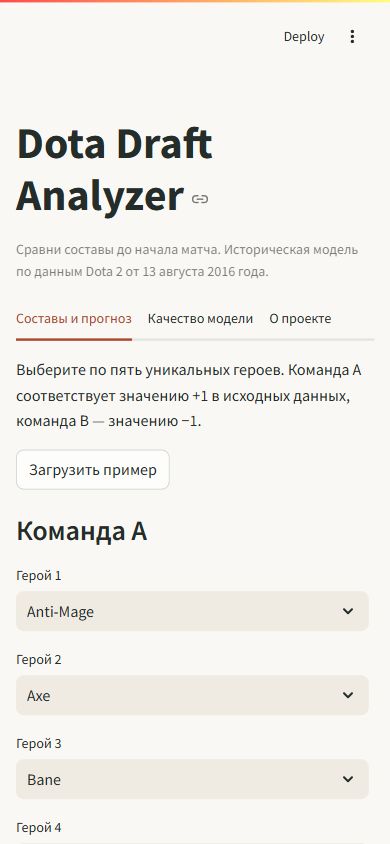 Deploy
Dota Draft
Analyzer
Сравни составы до начала матча. Историческая модель
по данным Dota 2 от 13 августа 2016 года.
Составы и прогноз
Качество модели
О проекте
Выберите по пять уникальных героев. Команда A
соответствует значению +1 в исходных данных,
команда B — значению −1.
Загрузить пример
Команда A
Герой 1
Anti-Mage
Герой 2
Axe
Герой 3
Bane
Герой 4